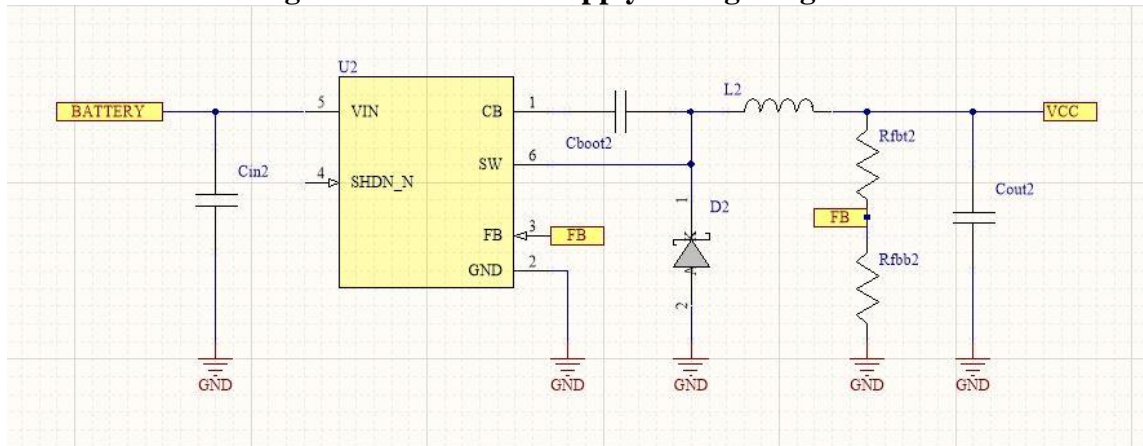 U2
BATTERY
5
VIN
CB
1
Cboot2
L2
VCC
Cin2
4
SHDN_N
SW
6
Rfbt2
1
D2
Cout2
FB
3
FB
FB
GND
2
2
Rfbb2
GND
GND
GND
GND
GND